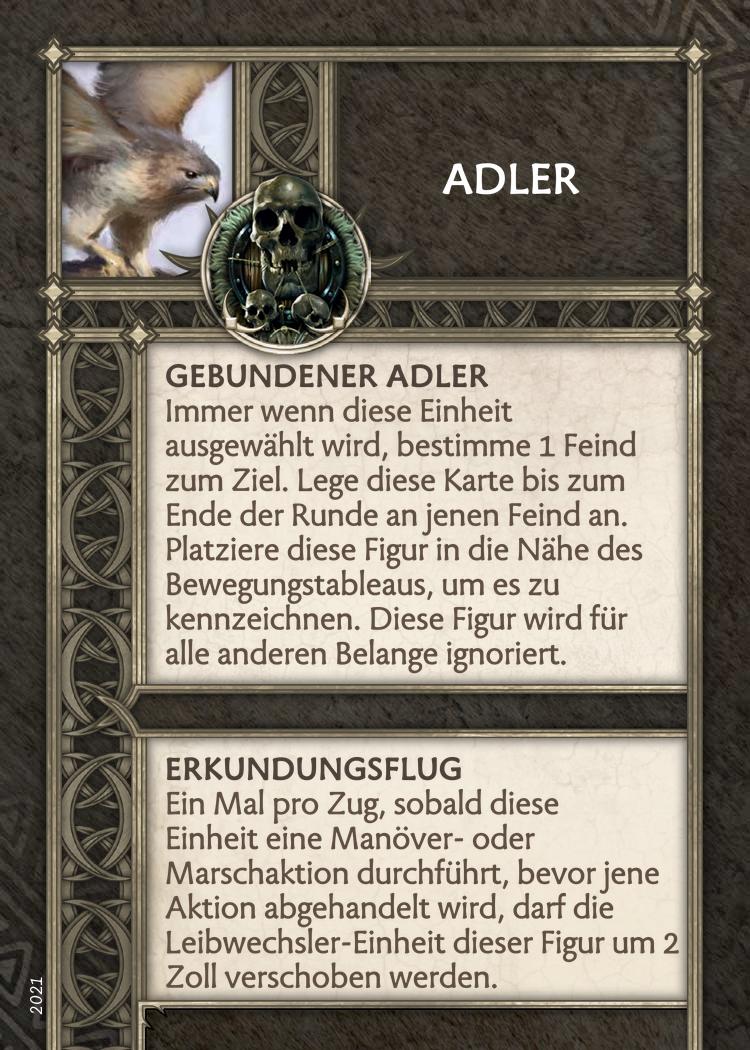 ADLER
GEBUNDENER ADLER
Immer wenn diese Einheit
ausgewählt wird, bestimme 1 Feind
zum Ziel. Lege diese Karte bis zum
Ende der Runde an jenen Feind an.
Platziere diese Figur in die Nähe des
Bewegungstableaus, um es zu
kennzeichnen. Diese Figur wird für
alle anderen Belange ignoriert.
ERKUNDUNGSFLUG
Ein Mal pro Zug, sobald diese
Einheit eine Manöver- oder
Marschaktion durchführt, bevor jene
Aktion abgehandelt wird, darf die
Leibwechsler-Einheit dieser Figur um 2
Zoll verschoben werden.
2021